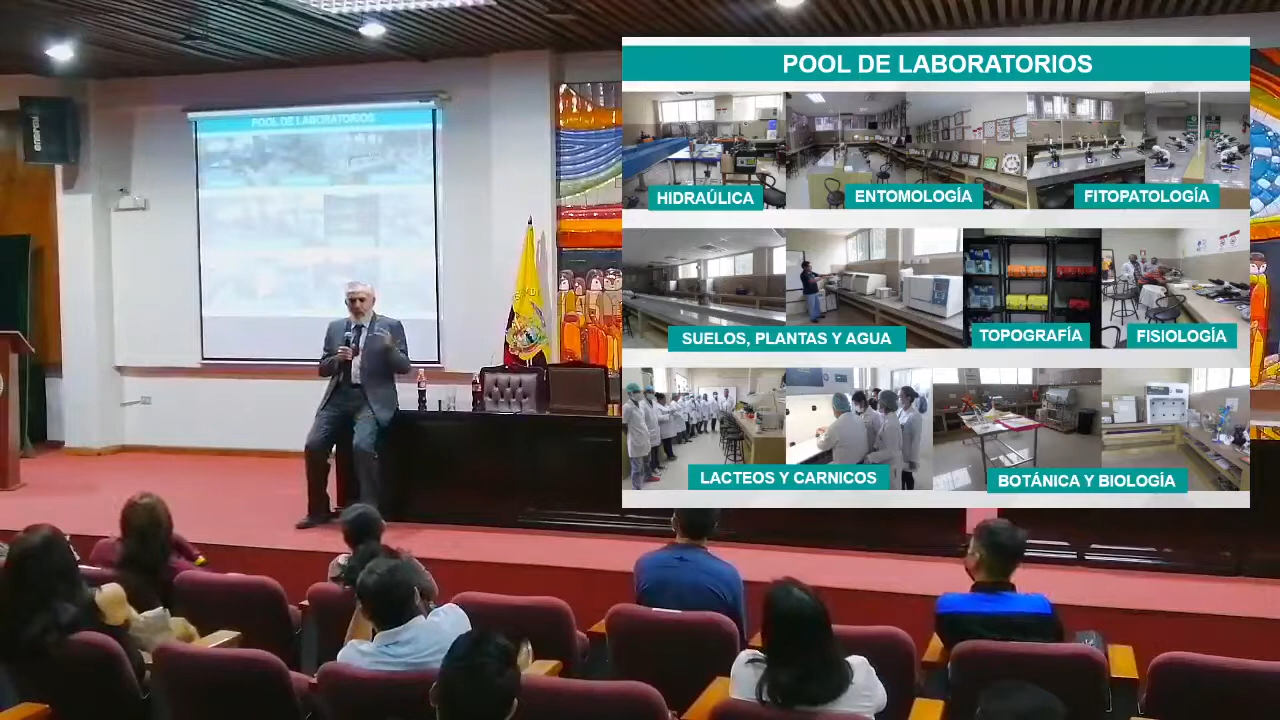 POOL DE LABORATORIOS
HIDRAÚLICA
ENTOMOLOGÍA
FITOPATOLOGÍA
SUELOS, PLANTAS Y AGUA
TOPOGRAFÍA
FISIOLOGÍA
LACTEOS Y CARNICOS
BOTÁNICA Y BIOLOGÍA
POOL DE LABORATORIOS